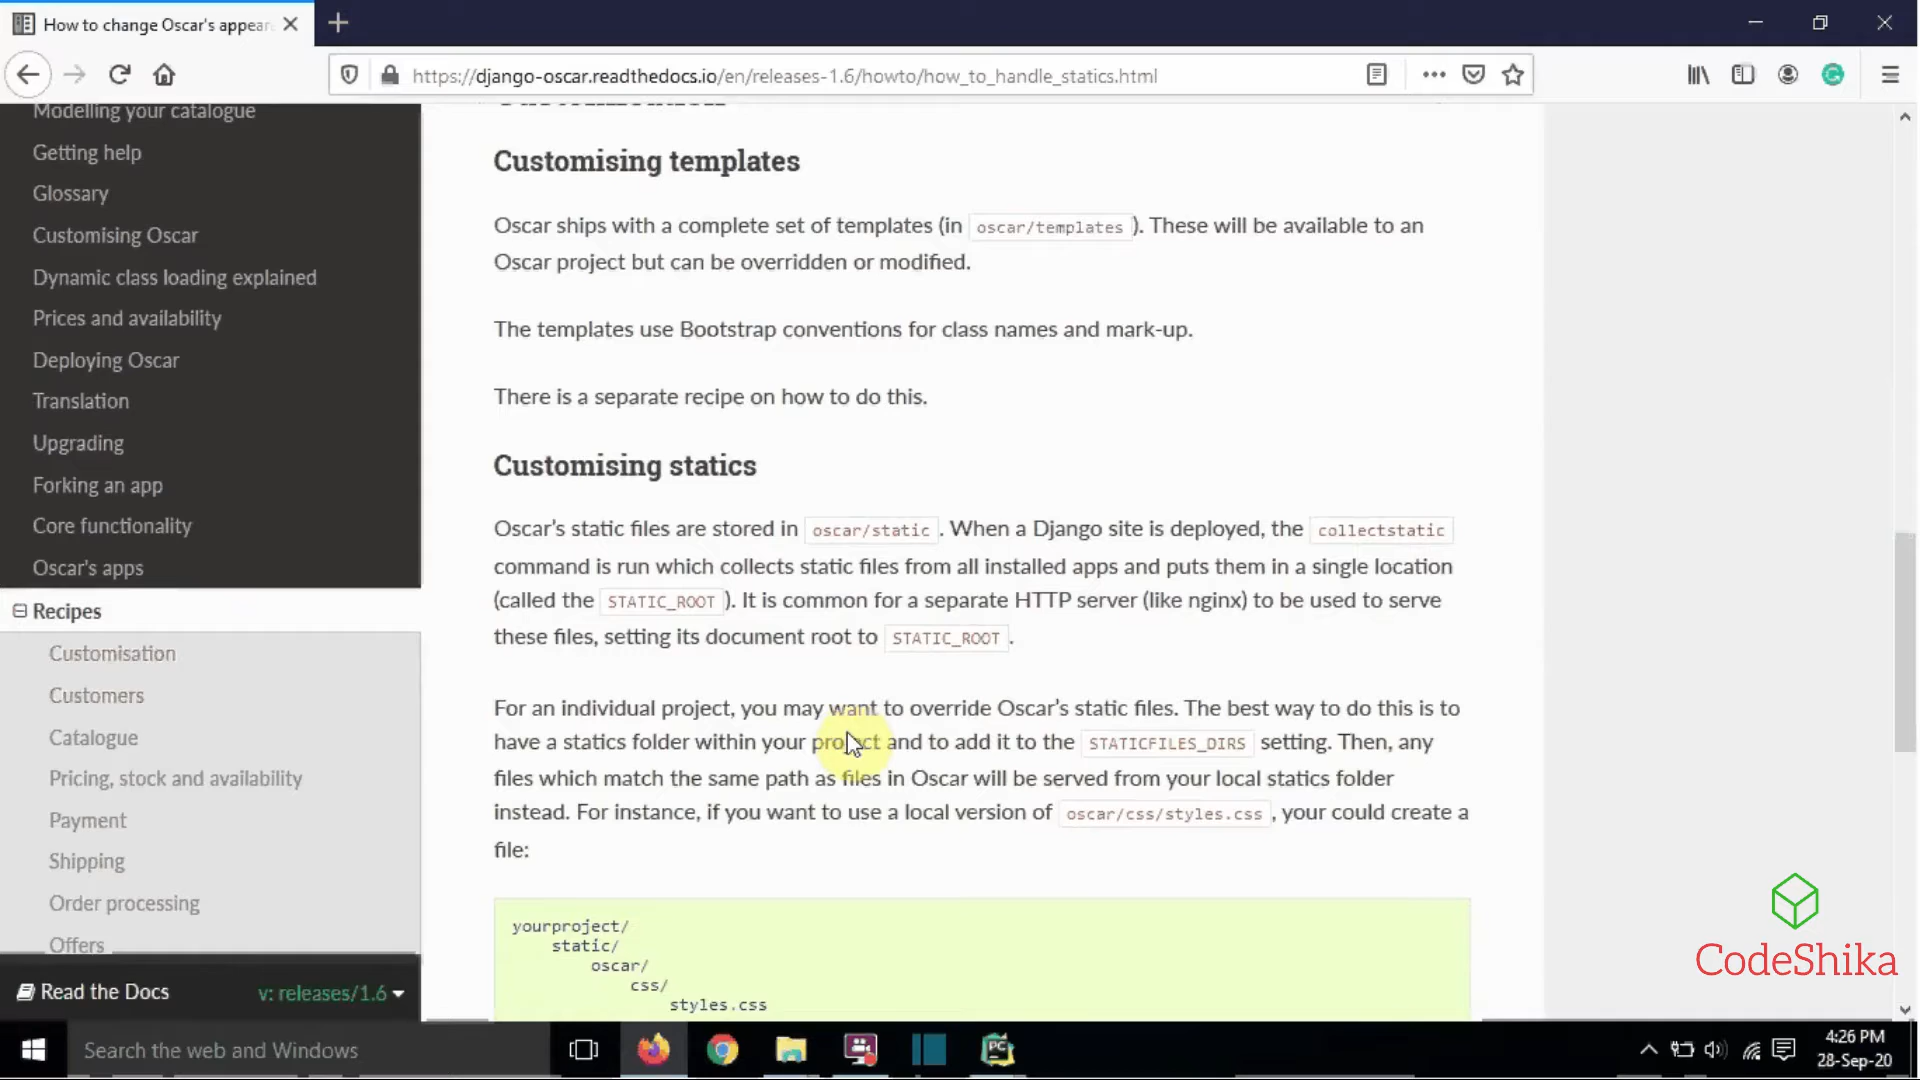 How to change Oscar's appear
https://django-oscar.readthedocs.io/en/releases-1.6/howto/how_to_handle_statics.html
Modelling your catalogue
Getting help
Glossary
Customising Oscar
Dynamic class loading explained
Prices and availability
Deploying Oscar
Translation
Upgrading
Forking an app
Core functionality
Oscar's apps
Recipes
Customisation
Customers
Catalogue
Pricing, stock and availability
Payment
Shipping
Order processing
Offers
Read the Docs
v: releases/1.6
Customising templates
Oscar ships with a complete set of templates (in oscar/templates ). These will be available to an
Oscar project but can be overridden or modified.
The templates use Bootstrap conventions for class names and mark-up.
There is a separate recipe on how to do this.
Customising statics
Oscar's static files are stored in oscar/static . When a Django site is deployed, the collectstatic
command is run which collects static files from all installed apps and puts them in a single location
(called the STATIC_ROOT ). It is common for a separate HTTP server (like nginx) to be used to serve
these files, setting its document root to STATIC_ROOT .
For an individual project, you may want to override Oscar's static files. The best way to do this is to
have a statics folder within your project and to add it to the STATICFILES_DIRS setting. Then, any
files which match the same path as files in Oscar will be served from your local statics folder
instead. For instance, if you want to use a local version of oscar/css/styles.css , your could create a
file:
yourproject/
static/
oscar/
css/
styles.css
CodeShika
Search the web and Windows
PC
4:26 PM
28-Sep-20